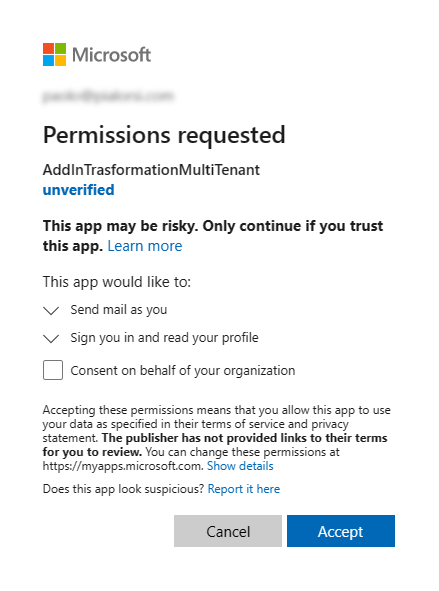 Microsoft
Permissions requested
AddInTrasformationMultiTenant
unverified
This app may be risky. Only continue if you trust
this app. Learn more
This app would like to:
Send mail as you
Sign you in and read your profile
Consent on behalf of your organization
Accepting these permissions means that you allow this app to use
your data as specified in their terms of service and privacy
statement. The publisher has not provided links to their terms
for you to review. You can change these permissions at
https://myapps.microsoft.com. Show details
Does this app look suspicious? Report it here
Cancel
Accept